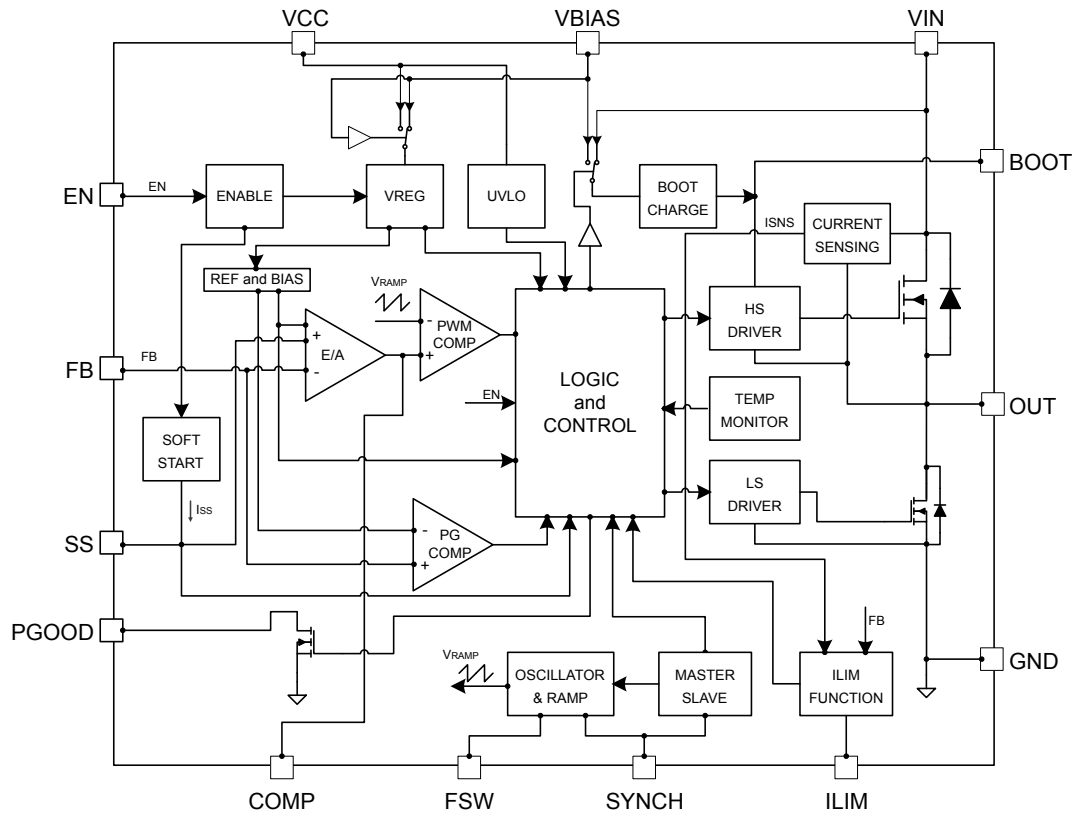 VCC
VBIAS
VIN
BOOT
EN
EN
ENABLE
VREG
UVLO
BOOT
CHARGE
ISNS
CURRENT
SENSING
REF and BIAS
VRAMP
-
PWM
COMP
+
HS
DRIVER
FB
FB
+
E/A
-
LOGIC
and
CONTROL
EN
TEMP
MONITOR
OUT
SOFT
START
ISS
LS
DRIVER
SS
-
PG
COMP
+
PGOOD
FB
VRAMP
OSCILLATOR
& RAMP
MASTER
SLAVE
ILIM
FUNCTION
GND
COMP
FSW
SYNCH
ILIM